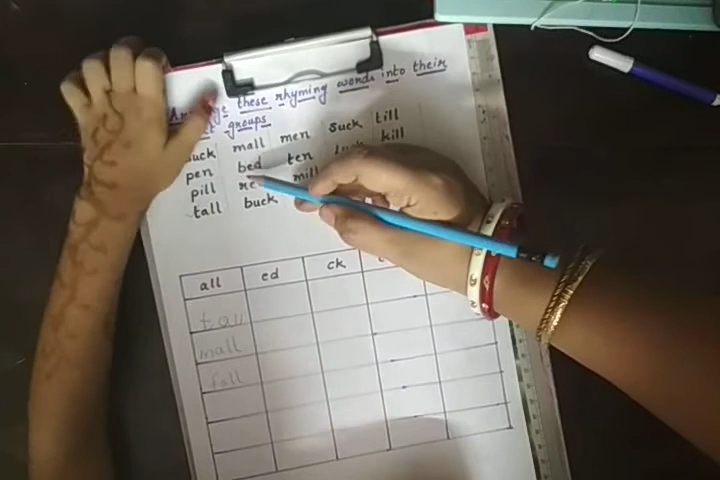 these rhyming words into their
groups
mall men suck till
pen bed ten kill
pill mill
tall buck
all ed ck
tall
mall
fall